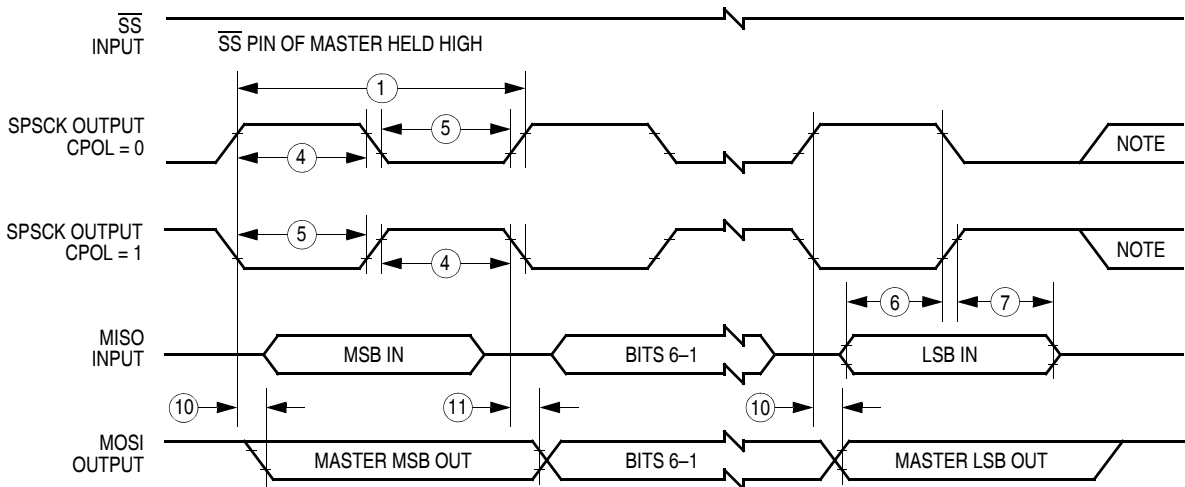 SS
INPUT
SS PIN OF MASTER HELD HIGH
1
SPSCK OUTPUT
CPOL = 0
5
4
NOTE
SPSCK OUTPUT
CPOL = 1
5
4
NOTE
6
7
MISO
INPUT
MSB IN
BITS 6–1
LSB IN
10
11
10
MOSI
OUTPUT
MASTER MSB OUT
BITS 6–1
MASTER LSB OUT